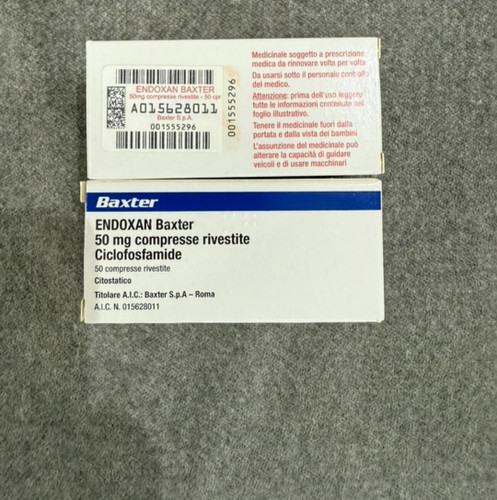 ENDOXAN BAXTER
50mg compresse rivestite - 50 cpr
A015628011
Baxter S.p.A.
001555296
001555296
Medicinale soggetto a prescrizione
medica da rinnovare volta per volta
Da usarsi sotto il personale controllo
del medico.
Attenzione: prima dell'uso leggere
tutte le informazioni contenute nel
foglio illustrativo.
Tenere il medicinale fuori dalla
portata e dalla vista dei bambini
L'assunzione del medicinale può
alterare la capacità di guidare
veicoli e di usare macchinari
Baxter
ENDOXAN Baxter
50 mg compresse rivestite
Ciclofosfamide
50 compresse rivestite
Citostatico
Titolare A.I.C.: Baxter S.p.A – Roma
A.I.C. N. 015628011